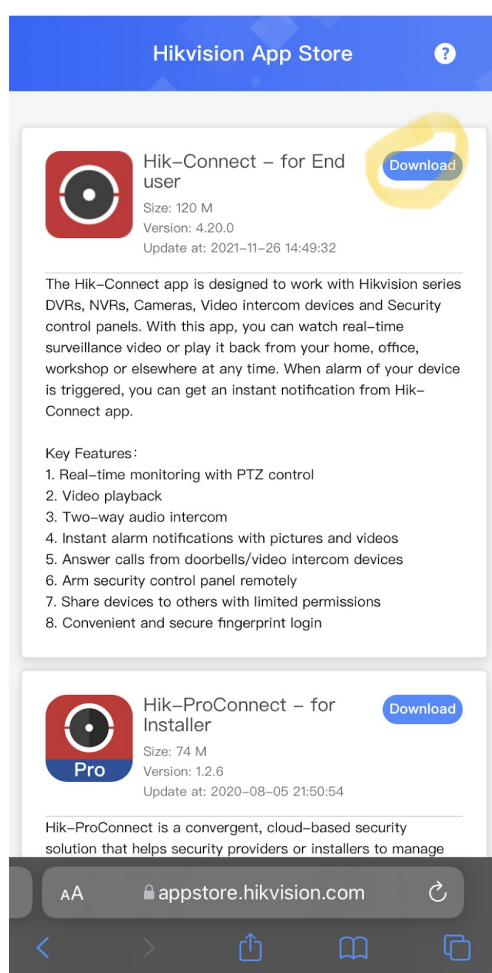 Hikvision App Store
?
Hik-Connect - for End
user
Download
Size: 120 M
Version: 4.20.0
Update at: 2021-11-26 14:49:32
The Hik-Connect app is designed to work with Hikvision series
DVRs, NVRs, Cameras, Video intercom devices and Security
control panels. With this app, you can watch real-time
surveillance video or play it back from your home, office,
workshop or elsewhere at any time. When alarm of your device
is triggered, you can get an instant notification from Hik-
Connect app.
Key Features:
1. Real-time monitoring with PTZ control
2. Video playback
3. Two-way audio intercom
4. Instant alarm notifications with pictures and videos
5. Answer calls from doorbells/video intercom devices
6. Arm security control panel remotely
7. Share devices to others with limited permissions
8. Convenient and secure fingerprint login
Hik-ProConnect - for
Installer
Download
Pro
Size: 74 M
Version: 1.2.6
Update at: 2020-08-05 21:50:54
Hik-ProConnect is a convergent, cloud-based security
solution that helps security providers or installers to manage
AA appstore.hikvision.com